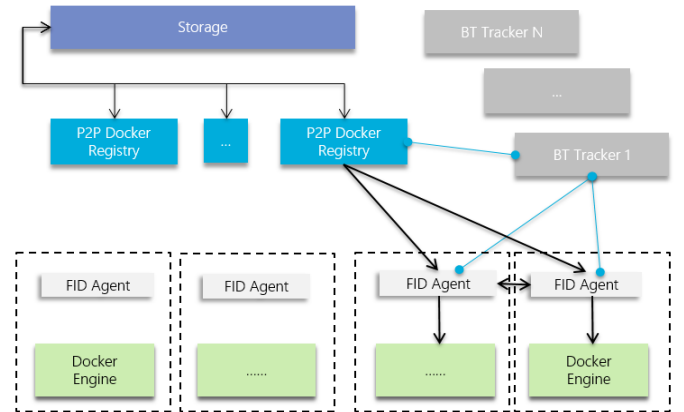 Storage
BT Tracker N
...
P2P Docker
Registry
...
P2P Docker
Registry
BT Tracker 1
FID Agent
FID Agent
FID Agent
FID Agent
Docker
Engine
......
......
Docker
Engine